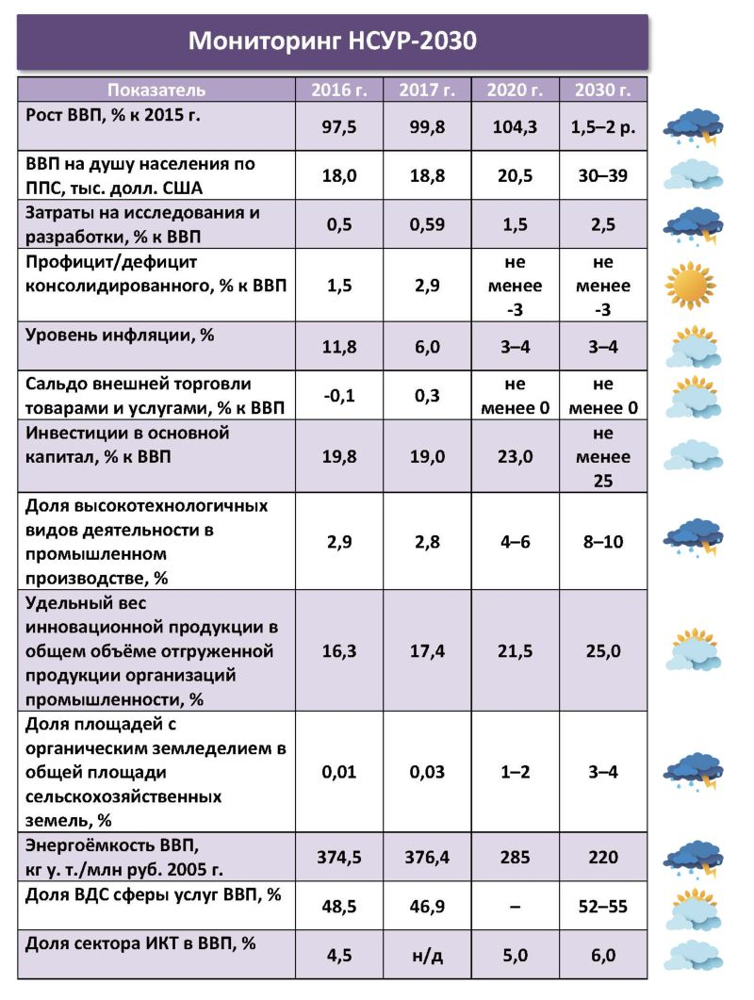 Мониторинг НСУР-2030
Показатель 2016 г. 2017 г. 2020 г. 2030 г.
Рост ВВП, % к 2015 г. 97,5 99,8 104,3 1,5–2 р.
ВВП на душу населения по
ППС, тыс. долл. США 18,0 18,8 20,5 30–39
Затраты на исследования и
разработки, % к ВВП 0,5 0,59 1,5 2,5
Профицит/дефицит
консолидированного, % к ВВП 1,5 2,9
не
менее
-3
не
менее
-3
Уровень инфляции, % 11,8 6,0 3–4 3–4
Сальдо внешней торговли
товарами и услугами, % к ВВП -0,1 0,3
не
менее 0
не
менее 0
Инвестиции в основной
капитал, % к ВВП 19,8 19,0 23,0
не
менее
25
Доля высокотехнологичных
видов деятельности в
промышленном
производстве, % 2,9 2,8 4–6 8–10
Удельный вес
инновационной продукции в
общем объёме отгруженной
продукции организаций
промышленности, % 16,3 17,4 21,5 25,0
Доля площадей с
органическим земледелием в
общей площади
сельскохозяйственных
земель, % 0,01 0,03 1–2 3–4
Энергоёмкость ВВП,
кг у. т./млн руб. 2005 г. 374,5 376,4 285 220
Доля ВДС сферы услуг ВВП, % 48,5 46,9 – 52–55
Доля сектора ИКТ в ВВП, % 4,5 н/д 5,0 6,0